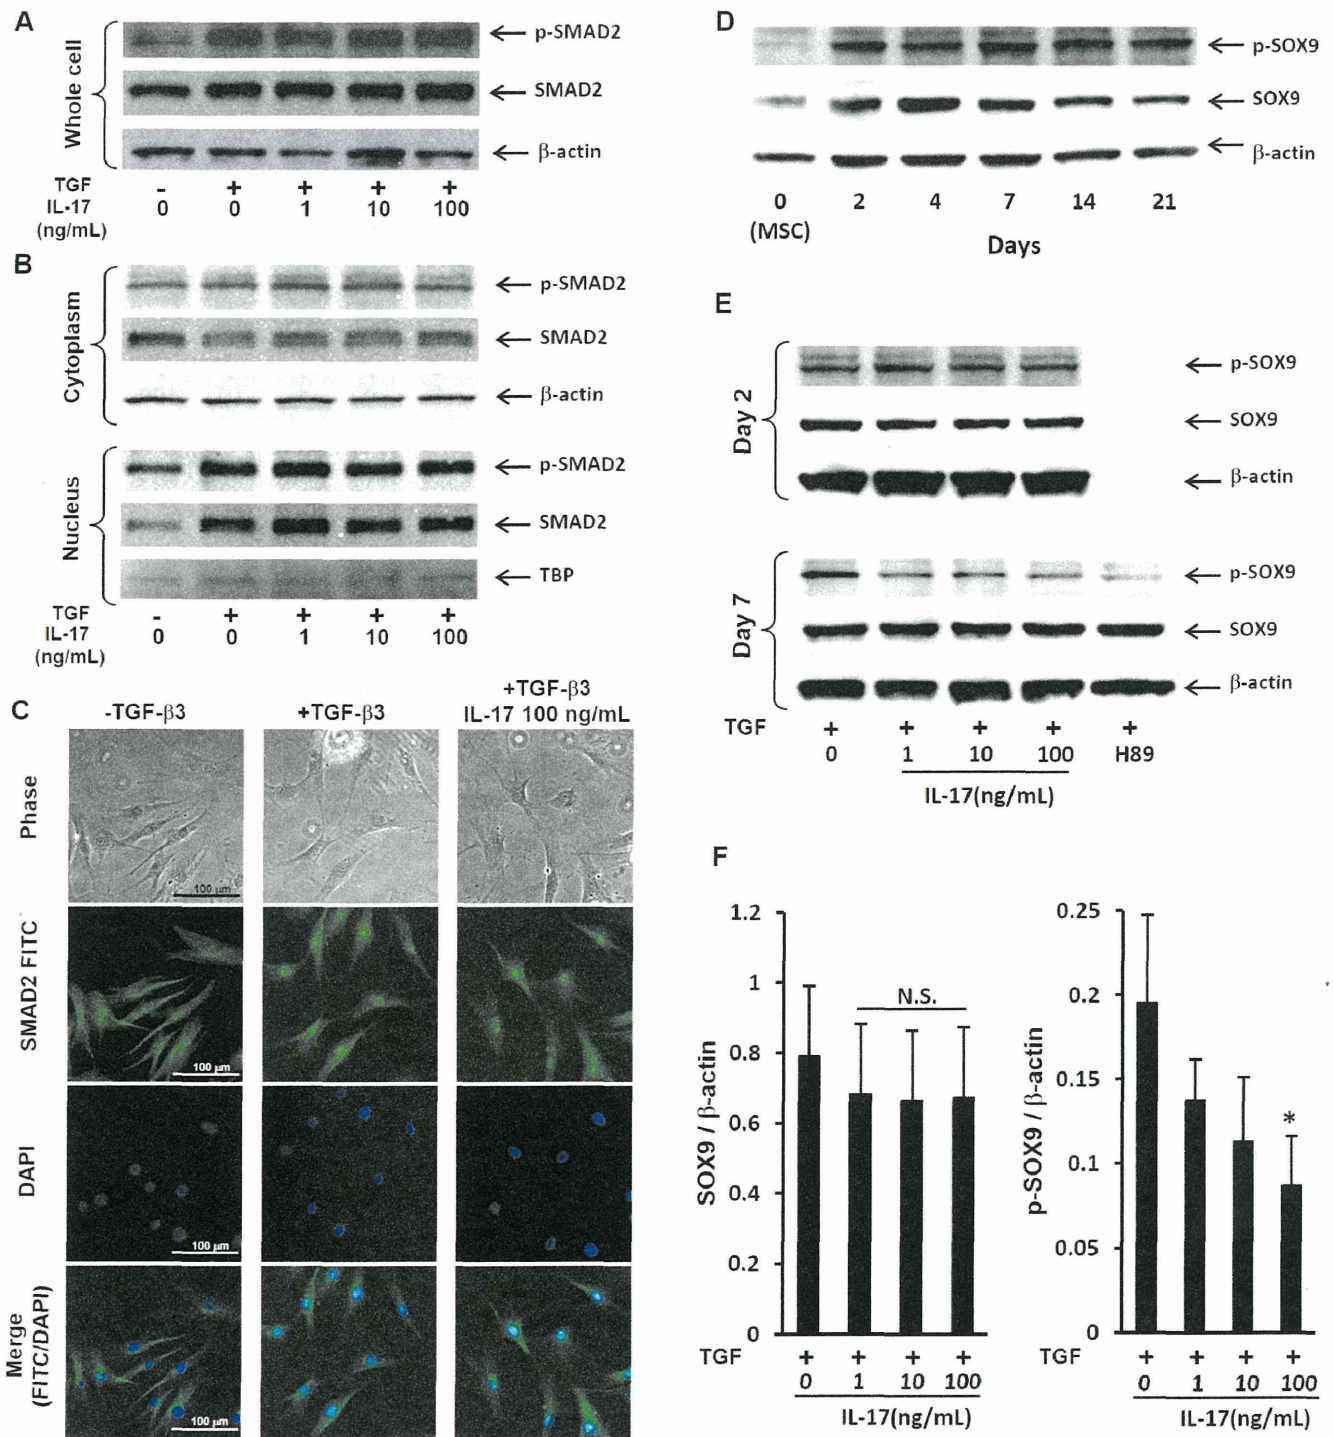 A
Whole cell
p-SMAD2
SMAD2
β-actin
TGF - + + + +
IL-17 0 0 1 10 100
(ng/mL)
B
Cytoplasm
p-SMAD2
SMAD2
β-actin
Nucleus
p-SMAD2
SMAD2
TBP
TGF - + + + +
IL-17 0 0 1 10 100
(ng/mL)
C
-TGF-β3
+TGF-β3
+TGF-β3
IL-17 100 ng/mL
Phase
100 μm
SMAD2 FITC
100 μm
DAPI
100 μm
Merge
(FITC/DAPI)
100 μm
D
p-SOX9
SOX9
β-actin
0 2 4 7 14 21
(MSC)
Days
E
Day 2
p-SOX9
SOX9
β-actin
Day 7
p-SOX9
SOX9
β-actin
TGF + + + + +
0 1 10 100 H89
IL-17(ng/mL)
F
SOX9 / β-actin
1.2
1
0.8
0.6
0.4
0.2
0
N.S.
TGF + + + +
0 1 10 100
IL-17(ng/mL)
p-SOX9 / β-actin
0.25
0.2
0.15
0.1
0.05
0
*
TGF + + + +
0 1 10 100
IL-17(ng/mL)